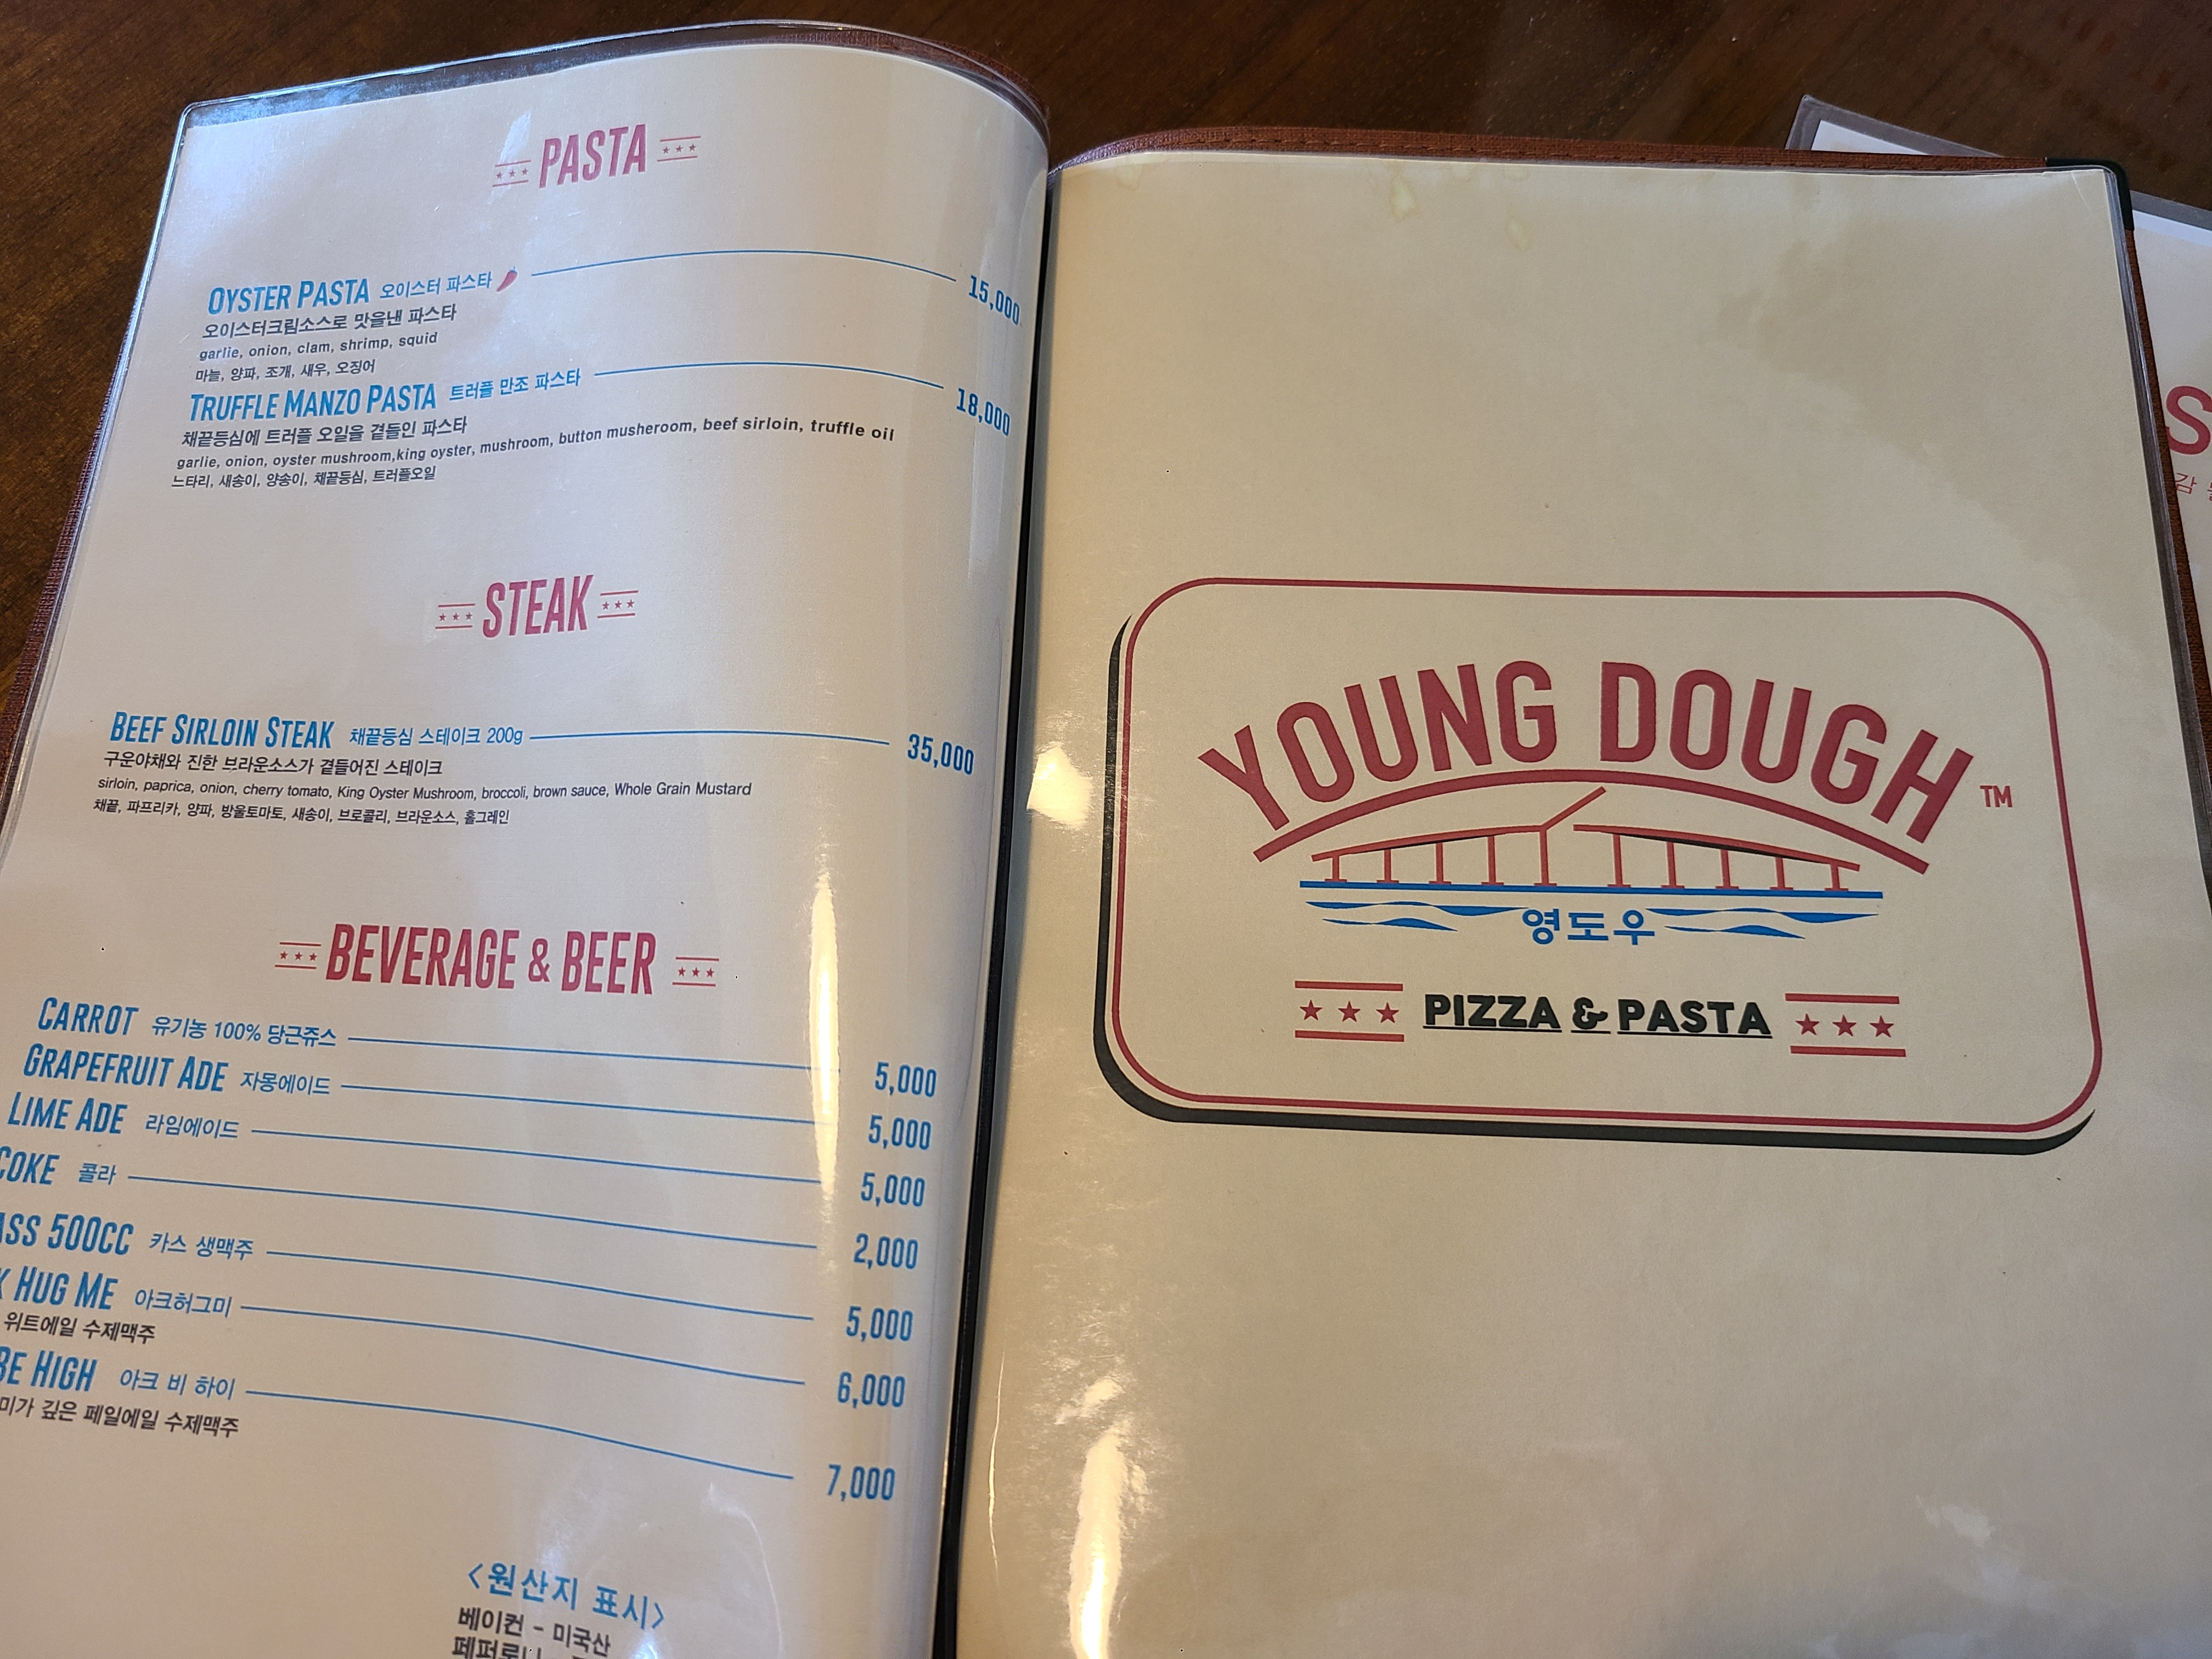 PASTA
OYSTER PASTA 오이스터 파스타 15,000
오이스터크림소스로 맛을낸 파스타
garlie, onion, clam, shrimp, squid
마늘, 양파, 조개, 새우, 오징어
TRUFFLE MANZO PASTA 트러플 만조 파스타 18,000
채끝등심에 트러플 오일을 곁들인 파스타
garlie, onion, oyster mushroom,king oyster, mushroom, button musheroom, beef sirloin, truffle oil
느타리, 새송이, 양송이, 채끝등심, 트러플오일
STEAK
BEEF SIRLOIN STEAK 채끝등심 스테이크 200g 35,000
구운야채와 진한 브라운소스가 곁들어진 스테이크
sirloin, paprica, onion, cherry tomato, King Oyster Mushroom, broccoli, brown sauce, Whole Grain Mustard
채끝, 파프리카, 양파, 방울토마토, 새송이, 브로콜리, 브라운소스, 홀그레인
BEVERAGE & BEER
CARROT 유기농 100% 당근쥬스 5,000
GRAPEFRUIT ADE 자몽에이드 5,000
LIME ADE 라임에이드 5,000
COKE 콜라 2,000
ASS 500CC 카스 생맥주 5,000
K HUG ME 아크허그미 6,000
위트에일 수제맥주
BE HIGH 아크 비 하이 7,000
미가 깊은 페일에일 수제맥주
<원산지 표시>
베이컨 - 미국산
YOUNG DOUGH TM
영도우
PIZZA & PASTA
S
감